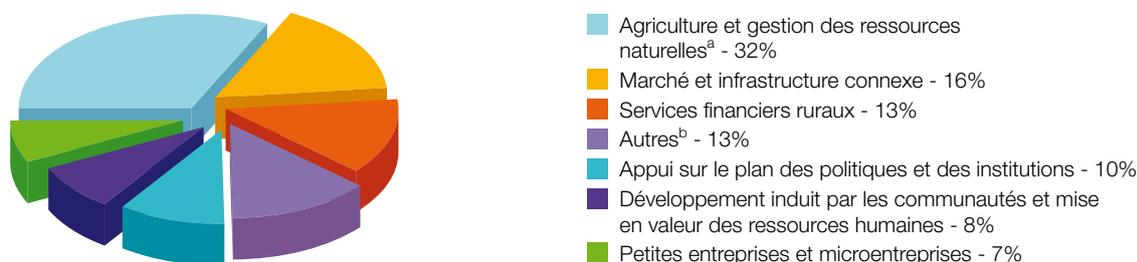 Agriculture et gestion des ressources
naturellesa - 32%
Marché et infrastructure connexe - 16%
Services financiers ruraux - 13%
Autresb - 13%
Appui sur le plan des politiques et des institutions - 10%
Développement induit par les communautés et mise
en valeur des ressources humaines - 8%
Petites entreprises et microentreprises - 7%